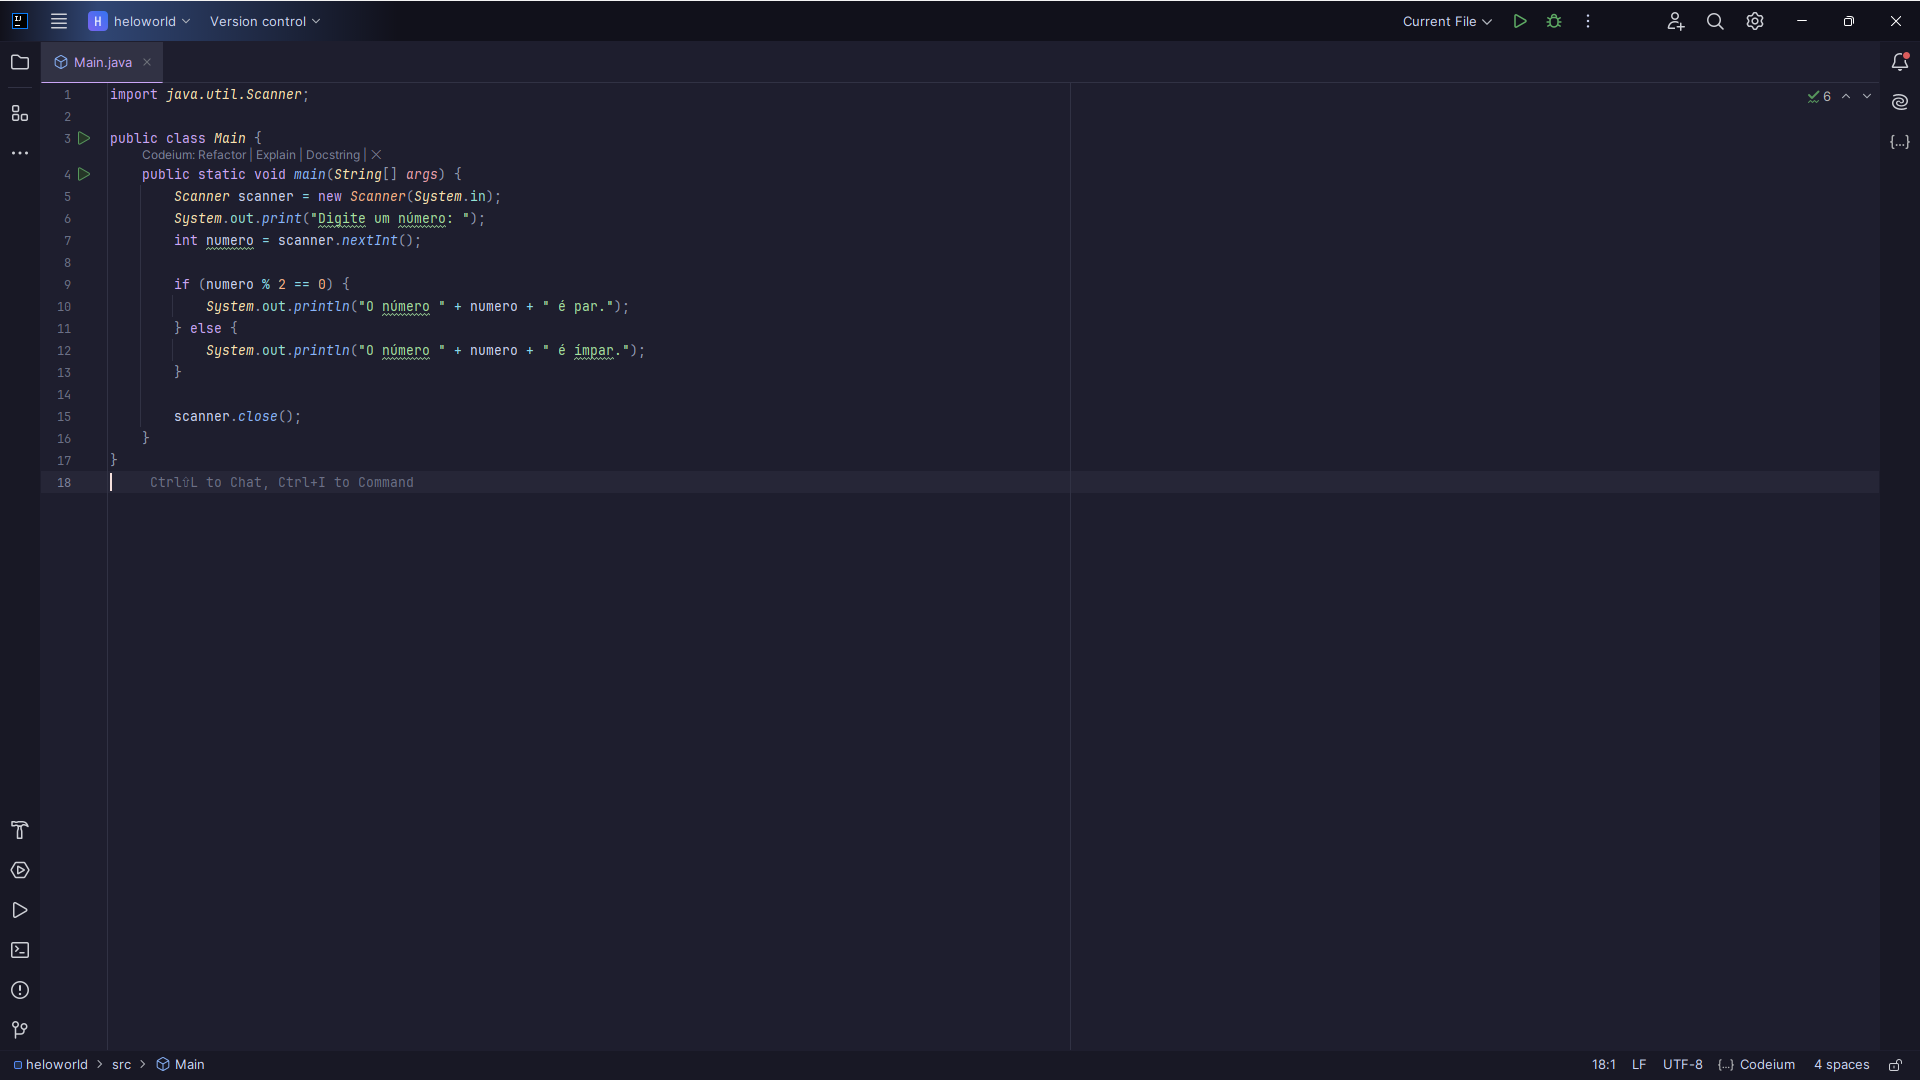 H heloworld Version control Current File
Main.java
1 import java.util.Scanner;
6
2
3 public class Main {
Codeium: Refactor | Explain | Docstring |
4 public static void main(String[] args) {
5 Scanner scanner = new Scanner(System.in);
6 System.out.print("Digite um número: ");
7 int numero = scanner.nextInt();
8
9 if (numero % 2 == 0) {
10 System.out.println("O número " + numero + " é par.");
11 } else {
12 System.out.println("O número " + numero + " é ímpar.");
13 }
14
15 scanner.close();
16 }
17 }
18 Ctrl⇧L to Chat, Ctrl+I to Command
heloworld > src > Main 18:1 LF UTF-8 {...} Codeium 4 spaces